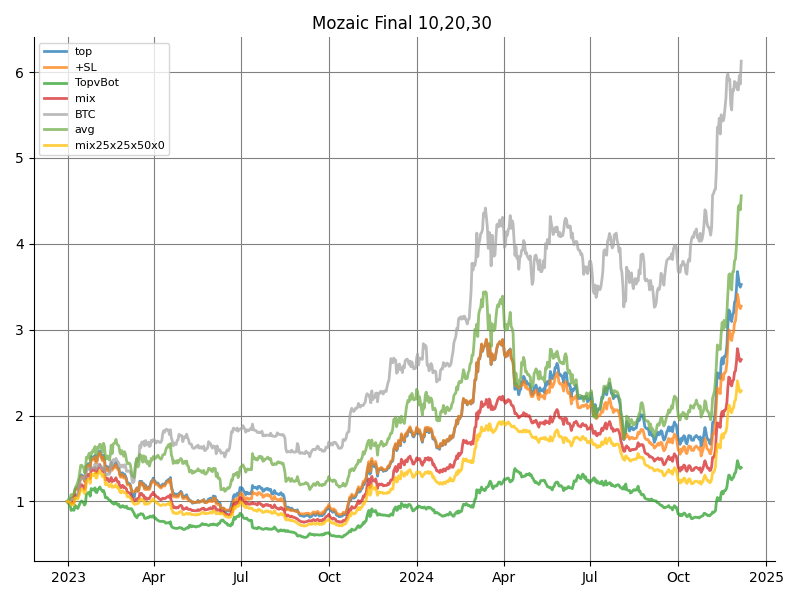 Mozaic Final 10,20,30
top
+SL
TopvBot
mix
BTC
avg
mix25x25x50x0
6
5
4
3
2
1
2023
Apr
Jul
Oct
2024
Apr
Jul
Oct
2025